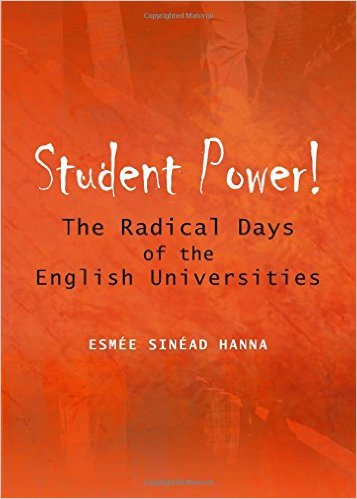 Student Power!
The Radical Days
of the
English Universities
ESMÉE SINÉAD HANNA